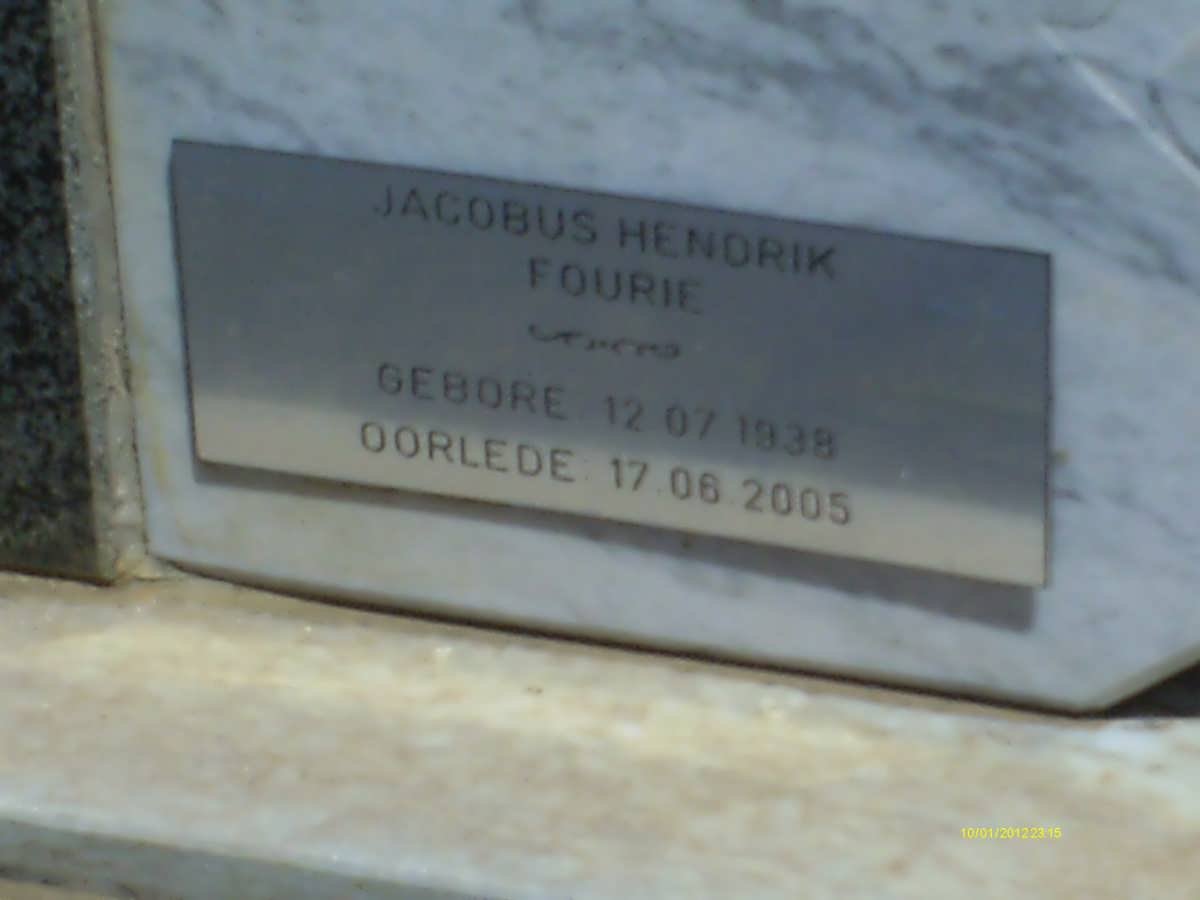 JACOBUS HENDRIK
FOURIE
GEBORE: 12.07.1938
OORLEDE: 17.06.2005
10/01/2012 23:15